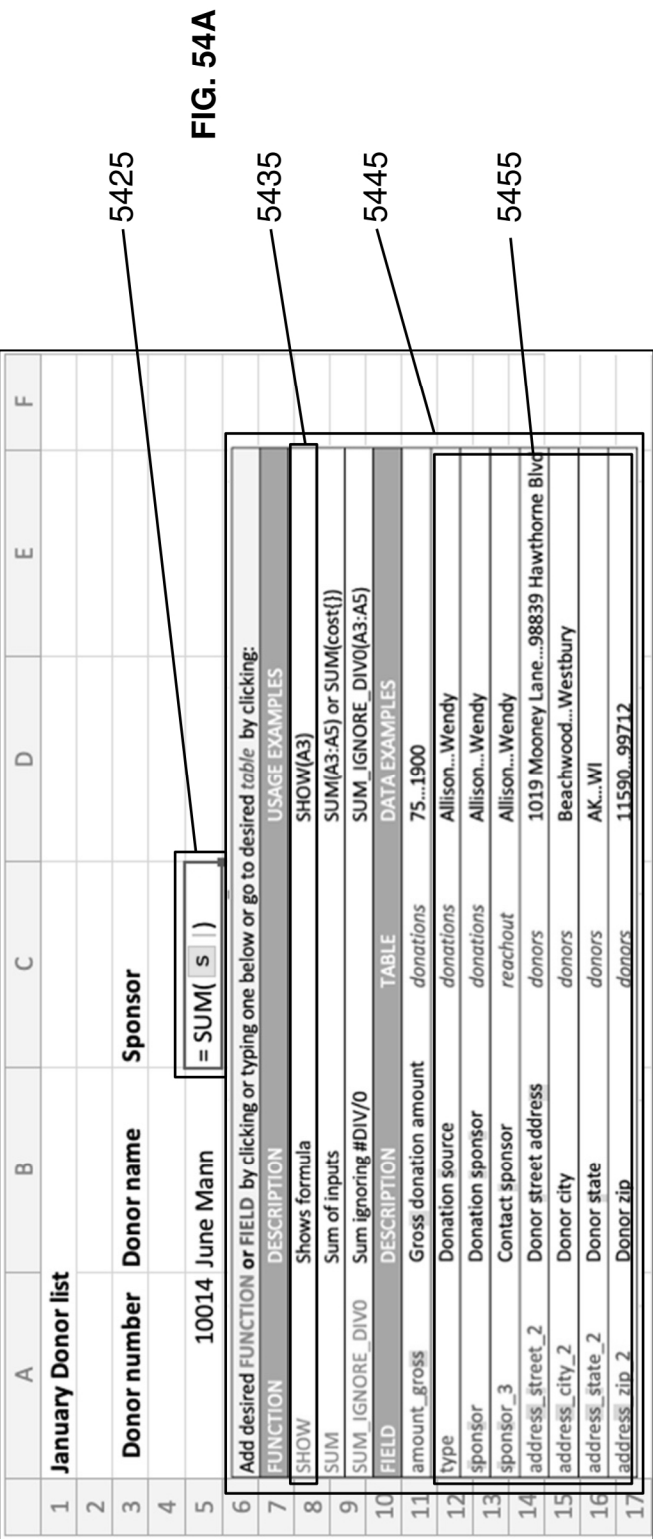 FIG. 54A
5425
5435
5445
5455
A B C D E F
1 January Donor list
2
3 Donor number Donor name Sponsor
4
5 10014 June Mann = SUM( s )
6 Add desired FUNCTION or FIELD by clicking or typing one below or go to desired table by clicking:
7 FUNCTION DESCRIPTION USAGE EXAMPLES
8 SHOW Shows formula SHOW(A3)
9 SUM Sum of inputs SUM(A3:A5) or SUM(cost{})
SUM_IGNORE_DIV0 Sum ignoring #DIV/0 SUM_IGNORE_DIV0(A3:A5)
10 FIELD DESCRIPTION TABLE DATA EXAMPLES
11 amount_gross Gross donation amount donations 75...1900
12 type Donation source donations Allison...Wendy
13 sponsor Donation sponsor donations Allison...Wendy
14 sponsor_3 Contact sponsor reachout Allison...Wendy
address_street_2 Donor street address donors 1019 Mooney Lane...98839 Hawthorne Blvd
15 address_city_2 Donor city donors Beachwood...Westbury
16 address_state_2 Donor state donors AK...WI
17 address_zip_2 Donor zip donors 11590...99712